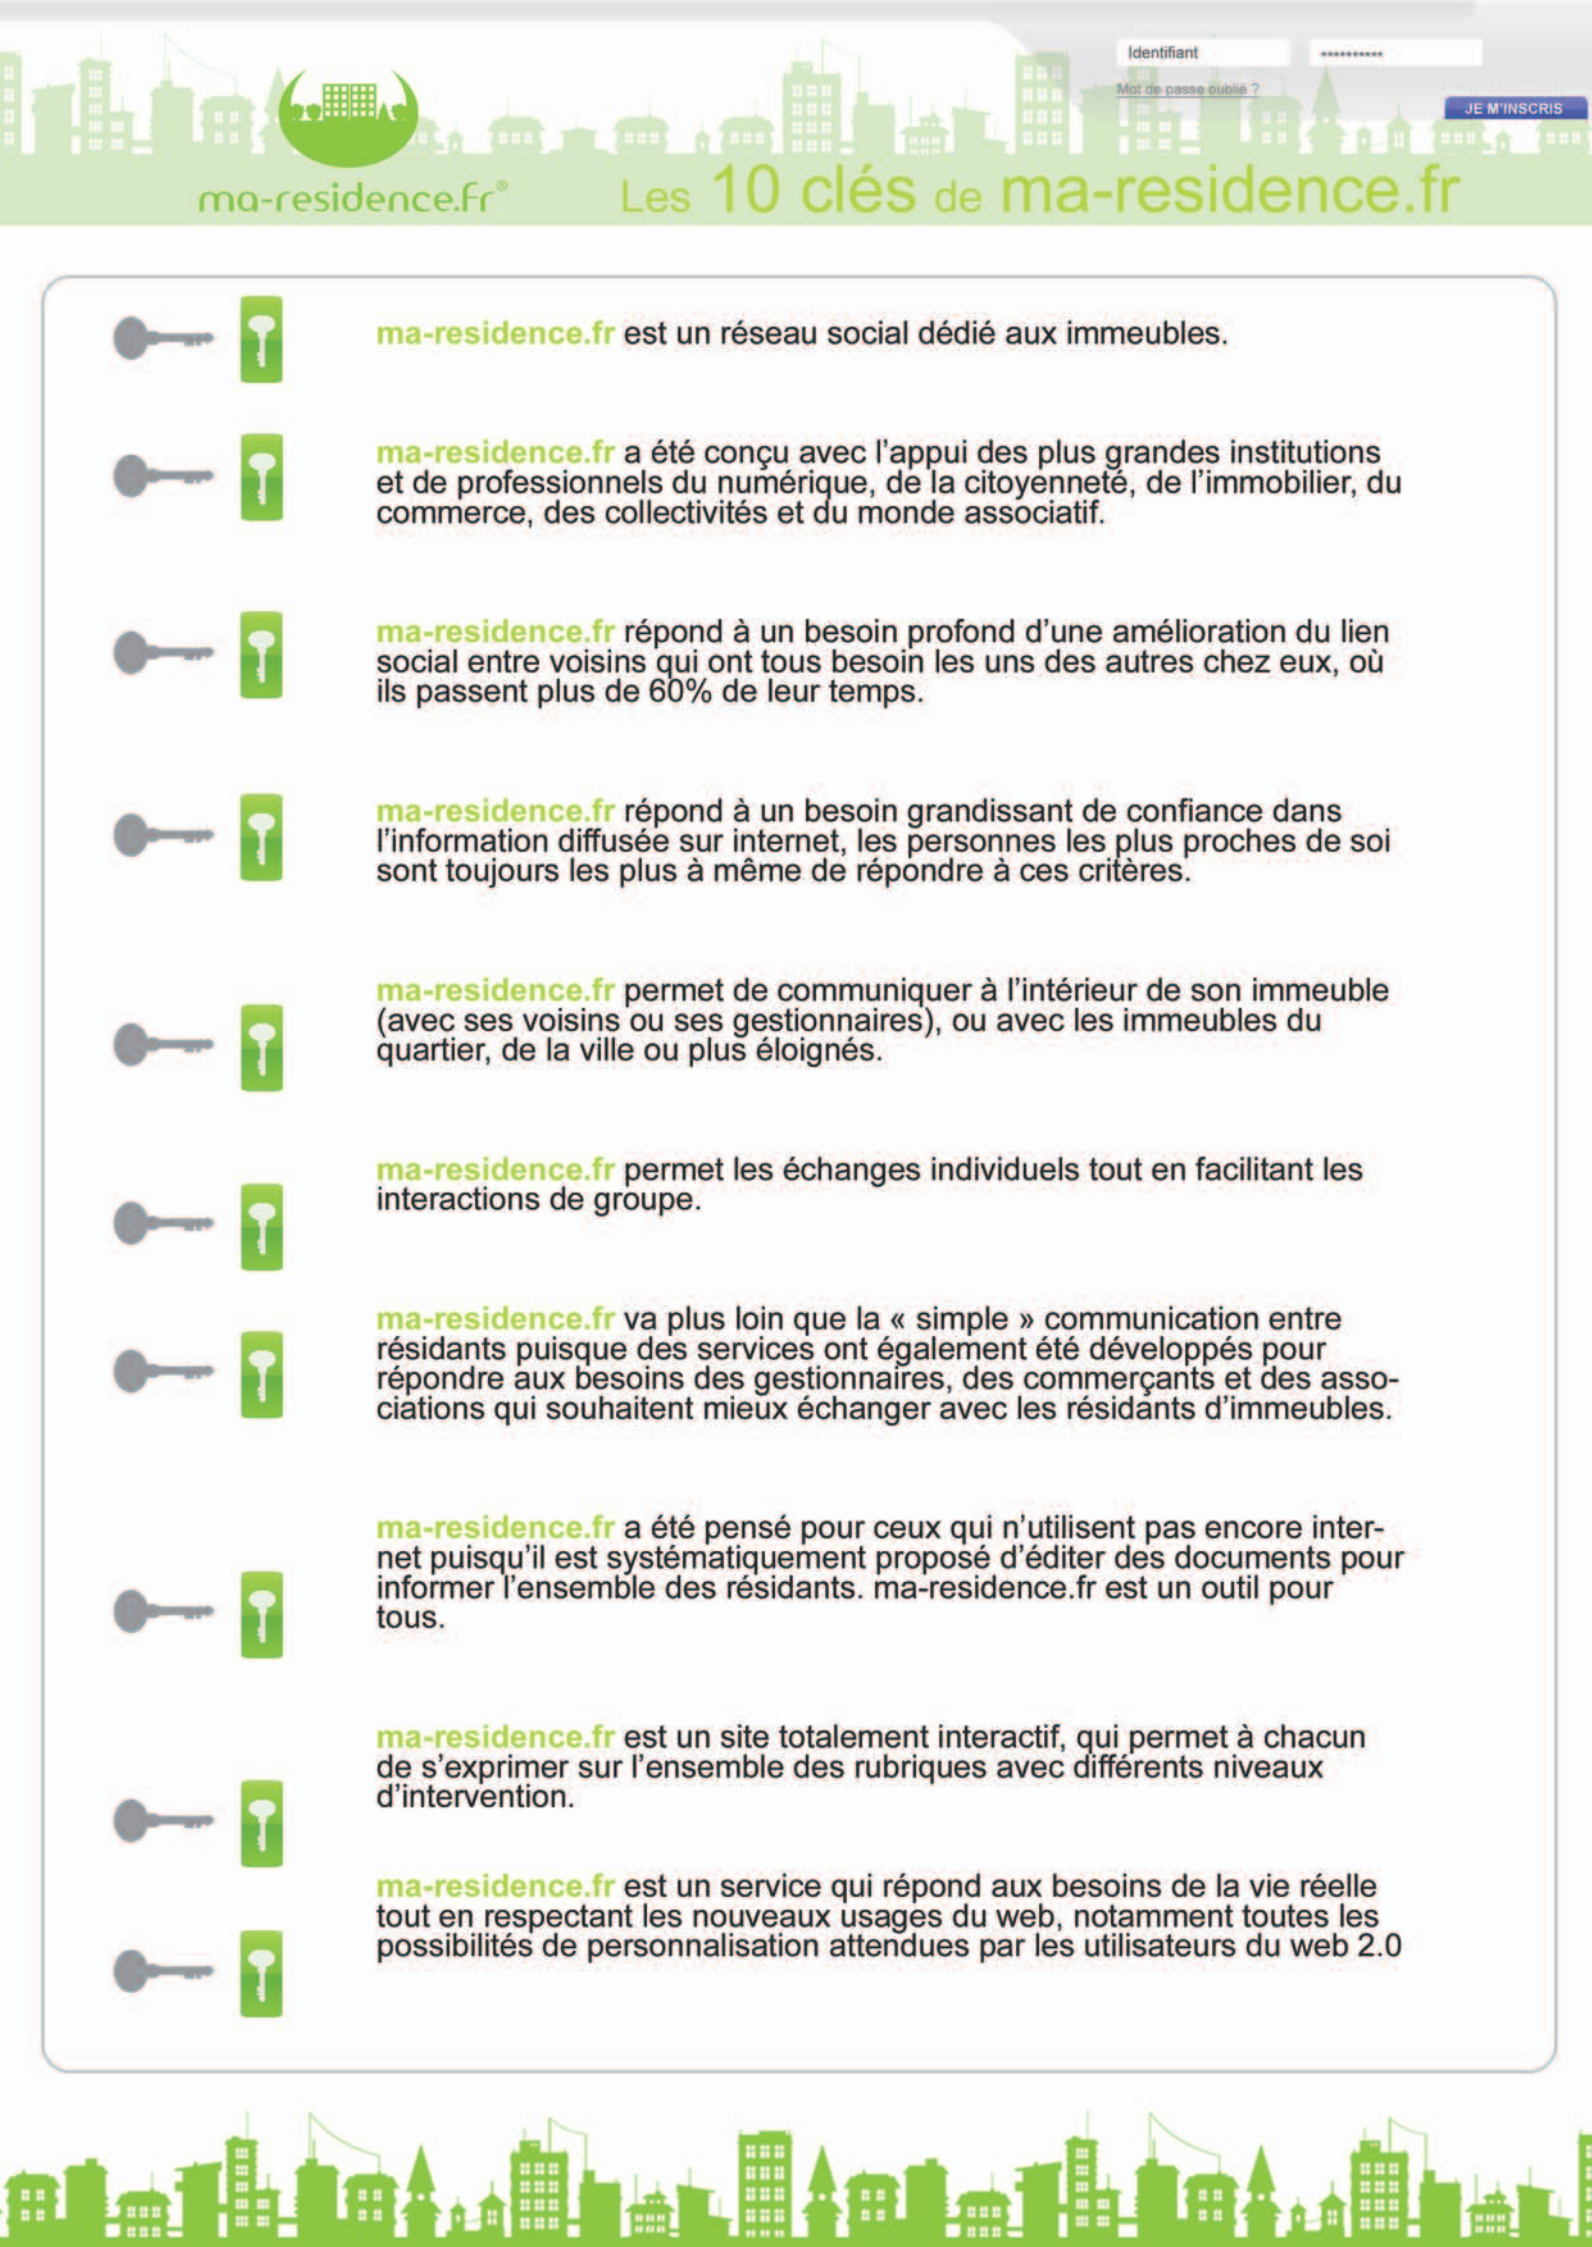 Identifiant
••••••••••
Mot de passe oublié ?
JE M'INSCRIS
ma-residence.fr®
Les 10 clés de ma-residence.fr
ma-residence.fr est un réseau social dédié aux immeubles.
ma-residence.fr a été conçu avec l'appui des plus grandes institutions
et de professionnels du numérique, de la citoyenneté, de l'immobilier, du
commerce, des collectivités et du monde associatif.
ma-residence.fr répond à un besoin profond d'une amélioration du lien
social entre voisins qui ont tous besoin les uns des autres chez eux, où
ils passent plus de 60% de leur temps.
ma-residence.fr répond à un besoin grandissant de confiance dans
l'information diffusée sur internet, les personnes les plus proches de soi
sont toujours les plus à même de répondre à ces critères.
ma-residence.fr permet de communiquer à l'intérieur de son immeuble
(avec ses voisins ou ses gestionnaires), ou avec les immeubles du
quartier, de la ville ou plus éloignés.
ma-residence.fr permet les échanges individuels tout en facilitant les
interactions de groupe.
ma-residence.fr va plus loin que la « simple » communication entre
résidants puisque des services ont également été développés pour
répondre aux besoins des gestionnaires, des commerçants et des asso-
ciations qui souhaitent mieux échanger avec les résidants d'immeubles.
ma-residence.fr a été pensé pour ceux qui n'utilisent pas encore inter-
net puisqu'il est systématiquement proposé d'éditer des documents pour
informer l'ensemble des résidants. ma-residence.fr est un outil pour
tous.
ma-residence.fr est un site totalement interactif, qui permet à chacun
de s'exprimer sur l'ensemble des rubriques avec différents niveaux
d'intervention.
ma-residence.fr est un service qui répond aux besoins de la vie réelle
tout en respectant les nouveaux usages du web, notamment toutes les
possibilités de personnalisation attendues par les utilisateurs du web 2.0